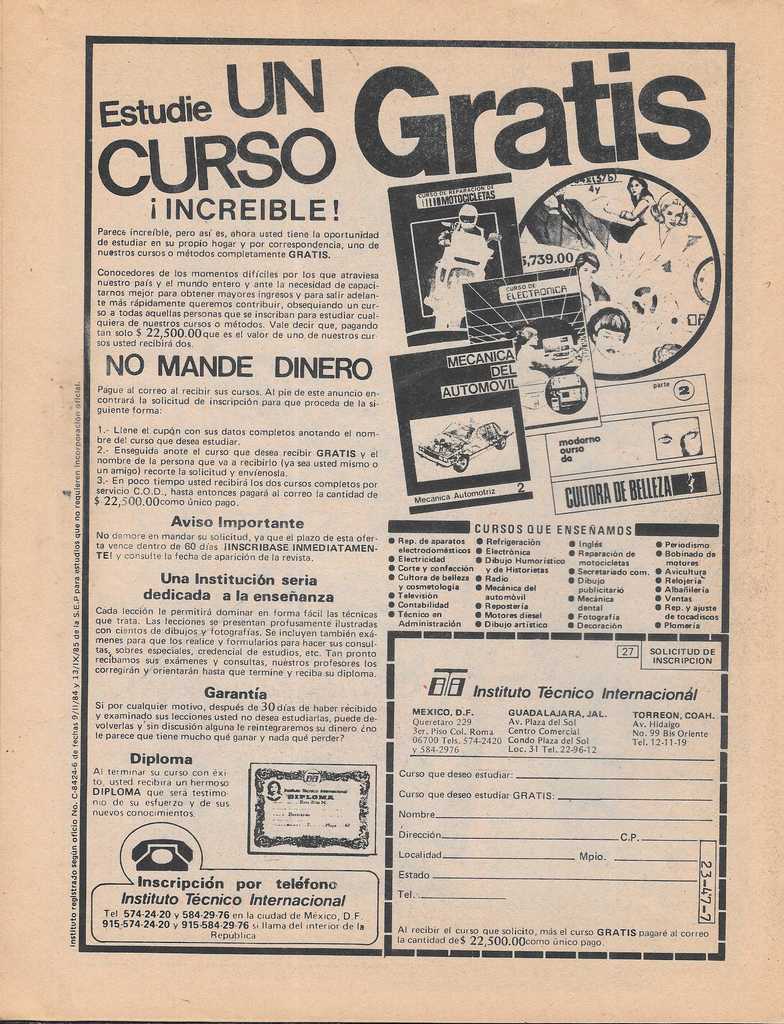 Estudie UN
CURSO Gratis
¡INCREIBLE!
Parece increíble, pero así es, ahora usted tiene la oportunidad
de estudiar en su propio hogar y por correspondencia, uno de
nuestros cursos o métodos completamente GRATIS.
Conocedores de los momentos difíciles por los que atraviesa
nuestro país y el mundo entero y ante la necesidad de capaci-
tarnos mejor para obtener mayores ingresos y para salir adelan-
te más rápidamente queremos contribuir, obsequiando un cur-
so a todas aquellas personas que se inscriban para estudiar cual-
quiera de nuestros cursos o métodos. Vale decir que, pagando
tan solo $ 22,500.00 que es el valor de uno de nuestros cur-
sos usted recibirá dos.
NO MANDE DINERO
Pague al correo al recibir sus cursos. Al pie de este anuncio en-
contrará la solicitud de inscripción para que proceda de la si-
guiente forma:
1.- Llene el cupón con sus datos completos anotando el nom-
bre del curso que desea estudiar.
2.- Enseguida anote el curso que desea recibir GRATIS y el
nombre de la persona que va a recibirlo (ya sea usted mismo o
un amigo) recorte la solicitud y envíenosla.
3.- En poco tiempo usted recibirá los dos cursos completos por
servicio C.O.D., hasta entonces pagará al correo la cantidad de
$ 22,500.00 como único pago.
Aviso Importante
No demore en mandar su solicitud, ya que el plazo de esta ofer-
ta vence dentro de 60 días ¡INSCRIBASE INMEDIATAMEN-
TE! y consulte la fecha de aparición de la revista.
Una Institución seria
dedicada a la enseñanza
Cada lección le permitirá dominar en forma fácil las técnicas
que trata. Las lecciones se presentan profusamente ilustradas
con cientos de dibujos y fotografías. Se incluyen también exá-
menes para que los realice y formularios para hacer sus consul-
tas, sobres especiales, credencial de estudios, etc. Tan pronto
recibamos sus exámenes y consultas, nuestros profesores los
corregirán y orientarán hasta que termine y reciba su diploma.
Garantía
Si por cualquier motivo, después de 30 días de haber recibido
y examinado sus lecciones usted no desea estudiarlas, puede de-
volverlas y sin discusión alguna le reintegraremos su dinero ¿no
le parece que tiene mucho qué ganar y nada qué perder?
Diploma
Al terminar su curso con éxi-
to, usted recibirá un hermoso
DIPLOMA que será testimo-
nio de su esfuerzo y de sus
nuevos conocimientos.
Instituto Técnico Internacional
DIPLOMA
Inscripción por teléfono
Instituto Técnico Internacional
Tel 574-24-20 y 584-29-76 en la ciudad de México, D.F.
915-574-24-20 y 915-584-29-76 si llama del interior de la
República
Instituto registrado según oficio No. C-8424-6 de fechas 9/11/84 y 13/IX/85 de la S.E.P para estudios que no requieren incorporación oficial.
CURSO DE REPARACION DE
MOTOCICLETAS
4y
5,739.00
CURSO DE
ELECTRONICA
MECANICA
DEL
AUTOMOVIL
Mecánica Automotriz 2
parte 2
moderno
curso
de
CULTORA DE BELLEZA
CURSOS QUE ENSEÑAMOS
● Rep. de aparatos
electrodomésticos
● Electricidad
● Corte y confección
● Cultora de belleza
y cosmetología
● Televisión
● Contabilidad
● Técnico en
Administración
● Refrigeración
● Electrónica
● Dibujo Humorístico
y de Historietas
● Radio
● Mecánica del
automóvil
● Repostería
● Motores diesel
● Dibujo artístico
● Inglés
● Reparación de
motocicletas
● Secretariado com.
● Dibujo
publicitario
● Mecánica
dental
● Fotografía
● Decoración
● Periodismo
● Bobinado de
motores
● Avicultura
● Relojería
● Albañilería
● Ventas
● Rep. y ajuste
de tocadiscos
● Plomería
27 SOLICITUD DE
INSCRIPCION
Instituto Técnico Internacional
MEXICO, D.F.
Querétaro 229
3er. Piso Col. Roma
06700 Tels. 574-2420
y 584-2976
GUADALAJARA, JAL.
Av. Plaza del Sol
Centro Comercial
Condo Plaza del Sol
Loc. 31 Tel. 22-96-12
TORREON, COAH.
Av. Hidalgo
No. 99 Bis Oriente
Tel. 12-11-19
Curso que deseo estudiar:
Curso que deseo estudiar GRATIS:
Nombre
Dirección C.P.
Localidad Mpio.
Estado
Tel.
23-47-7
Al recibir el curso que solicito, más el curso GRATIS pagaré al correo
la cantidad de $ 22,500.00 como único pago.